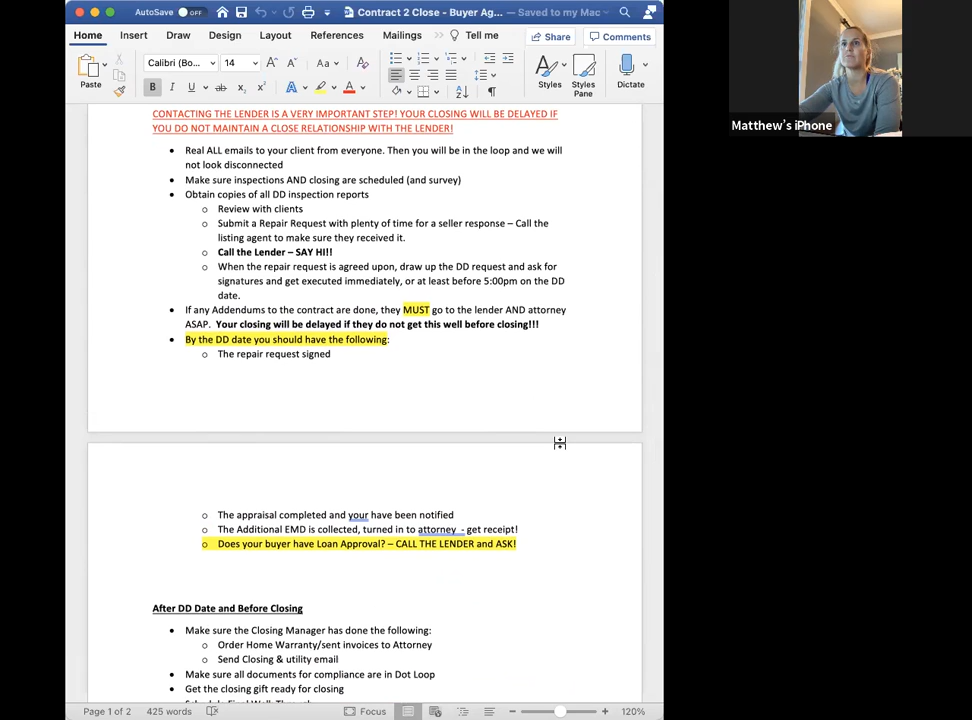 AutoSave OFF
Contract 2 Close - Buyer Ag... — Saved to my Mac
Home Insert Draw Design Layout References Mailings Tell me Share Comments
Paste
Calibri (Bo... 14
Styles
Styles Pane
Dictate
CONTACTING THE LENDER IS A VERY IMPORTANT STEP! YOUR CLOSING WILL BE DELAYED IF
YOU DO NOT MAINTAIN A CLOSE RELATIONSHIP WITH THE LENDER!
Real ALL emails to your client from everyone. Then you will be in the loop and we will
not look disconnected
Make sure inspections AND closing are scheduled (and survey)
Obtain copies of all DD inspection reports
Review with clients
Submit a Repair Request with plenty of time for a seller response – Call the
listing agent to make sure they received it.
Call the Lender – SAY HI!!
When the repair request is agreed upon, draw up the DD request and ask for
signatures and get executed immediately, or at least before 5:00pm on the DD
date.
If any Addendums to the contract are done, they MUST go to the lender AND attorney
ASAP. Your closing will be delayed if they do not get this well before closing!!!
By the DD date you should have the following:
The repair request signed
The appraisal completed and your have been notified
The Additional EMD is collected, turned in to attorney - get receipt!
Does your buyer have Loan Approval? – CALL THE LENDER and ASK!
After DD Date and Before Closing
Make sure the Closing Manager has done the following:
Order Home Warranty/sent invoices to Attorney
Send Closing & utility email
Make sure all documents for compliance are in Dot Loop
Get the closing gift ready for closing
Page 1 of 2 425 words Focus 120%
Matthew's iPhone